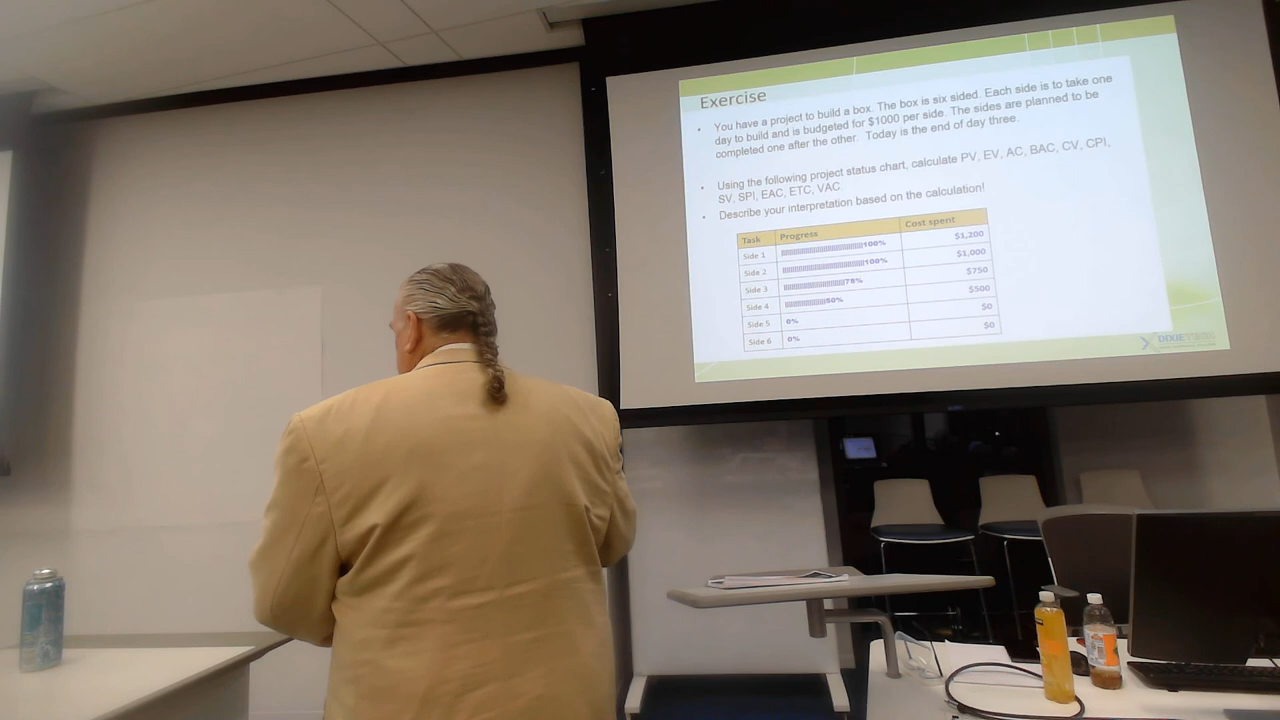 Exercise
• You have a project to build a box. The box is six sided. Each side is to take one
day to build and is budgeted for $1000 per side. The sides are planned to be
completed one after the other. Today is the end of day three.
• Using the following project status chart, calculate PV, EV, AC, BAC, CV, CPI,
SV, SPI, EAC, ETC, VAC
• Describe your interpretation based on the calculation!
Task Progress Cost spent
Side 1 100% $1,200
Side 2 100% $1,000
Side 3 75% $750
Side 4 50% $500
Side 5 0% $0
Side 6 0% $0
DIXIE